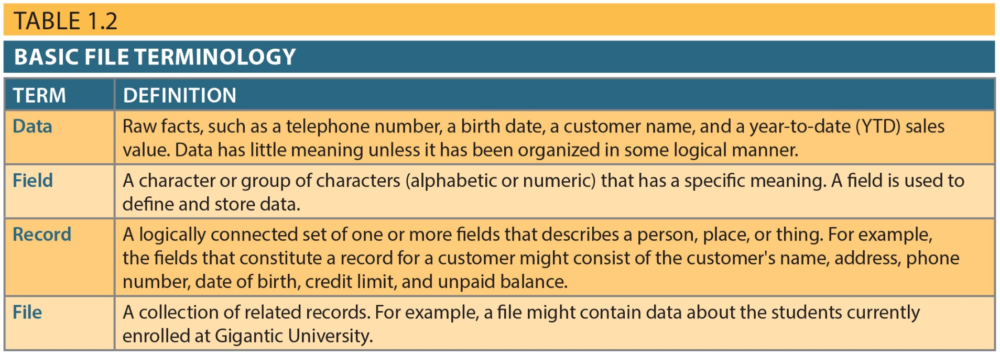 TABLE 1.2
BASIC FILE TERMINOLOGY
TERM DEFINITION
Data Raw facts, such as a telephone number, a birth date, a customer name, and a year-to-date (YTD) sales
value. Data has little meaning unless it has been organized in some logical manner.
Field A character or group of characters (alphabetic or numeric) that has a specific meaning. A field is used to
define and store data.
Record A logically connected set of one or more fields that describes a person, place, or thing. For example,
the fields that constitute a record for a customer might consist of the customer's name, address, phone
number, date of birth, credit limit, and unpaid balance.
File A collection of related records. For example, a file might contain data about the students currently
enrolled at Gigantic University.